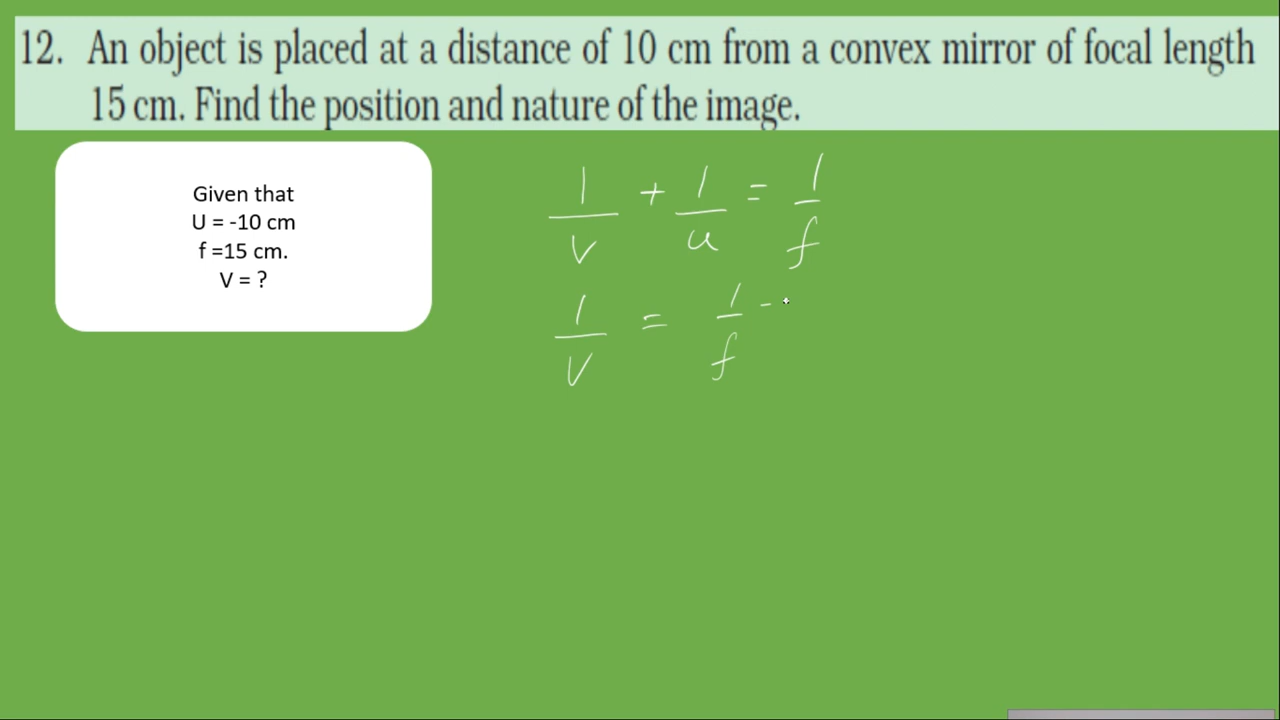 12. An object is placed at a distance of 10 cm from a convex mirror of focal length
15 cm. Find the position and nature of the image.
Given that
U = -10 cm
f =15 cm.
V = ?
1/v + 1/u = 1/f
1/v = 1/f -